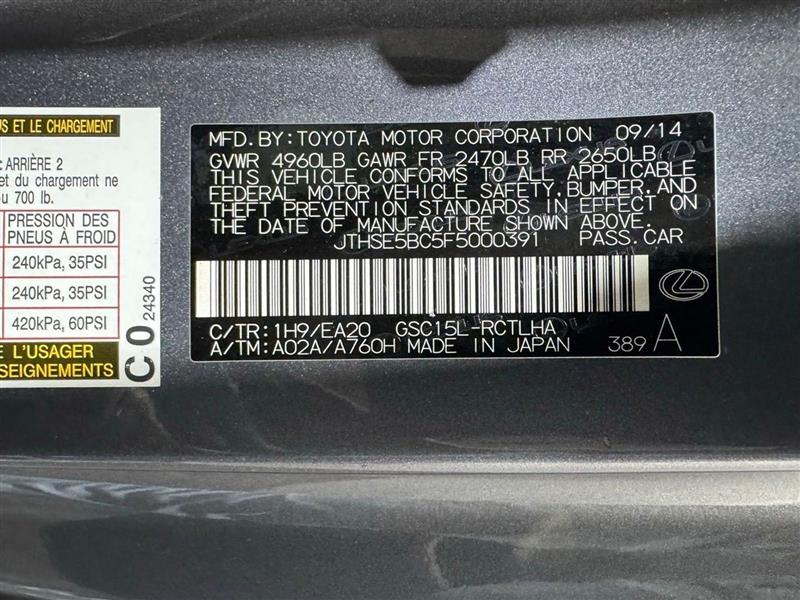 US ET LE CHARGEMENT
: ARRIÈRE 2
et du chargement ne
ou 700 lb.
PRESSION DES
PNEUS À FROID
240kPa, 35PSI
240kPa, 35PSI
420kPa, 60PSI
E L'USAGER
SEIGNEMENTS
C0 24340
MFD.BY:TOYOTA MOTOR CORPORATION 09/14
GVWR 4960LB GAWR FR 2470LB RR 2650LB
THIS VEHICLE CONFORMS TO ALL APPLICABLE
FEDERAL MOTOR VEHICLE SAFETY,BUMPER,AND
THEFT PREVENTION STANDARDS IN EFFECT ON
THE DATE OF MANUFACTURE SHOWN ABOVE.
JTHSE5BC5F5000391 PASS.CAR
C/TR:1H9/EA20 GSC15L-RCTLHA
A/TM:A02A/A760H MADE IN JAPAN 389 A